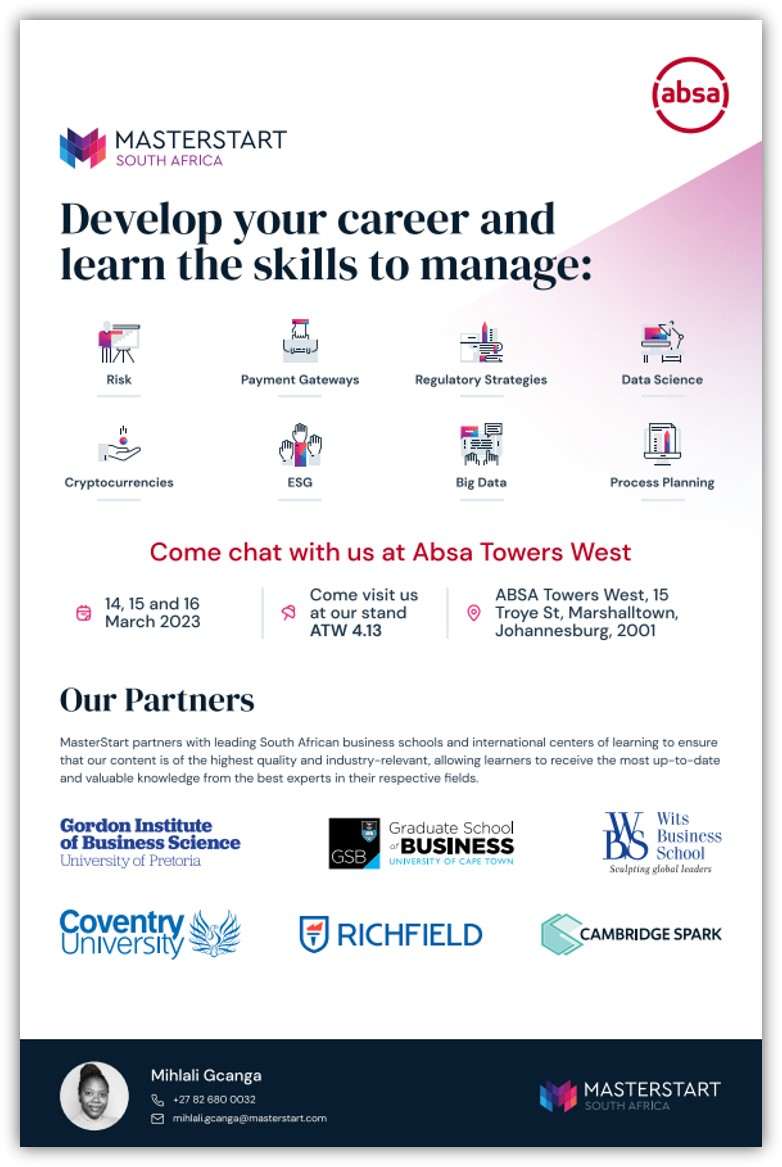 absa
MASTERSTART
SOUTH AFRICA
Develop your career and
learn the skills to manage:
Risk
Payment Gateways
Regulatory Strategies
Data Science
Cryptocurrencies
ESG
Big Data
Process Planning
Come chat with us at Absa Towers West
14, 15 and 16
March 2023
Come visit us
at our stand
ATW 4.13
ABSA Towers West, 15
Troye St, Marshalltown,
Johannesburg, 2001
Our Partners
MasterStart partners with leading South African business schools and international centers of learning to ensure
that our content is of the highest quality and industry-relevant, allowing learners to receive the most up-to-date
and valuable knowledge from the best experts in their respective fields.
Gordon Institute
of Business Science
University of Pretoria
GSB
Graduate School
of BUSINESS
UNIVERSITY OF CAPE TOWN
WBS
Wits
Business
School
Sculpting global leaders
Coventry
University
RICHFIELD
CAMBRIDGE SPARK
Mihlali Gcanga
+27 82 680 0032
mihlali.gcanga@masterstart.com
MASTERSTART
SOUTH AFRICA